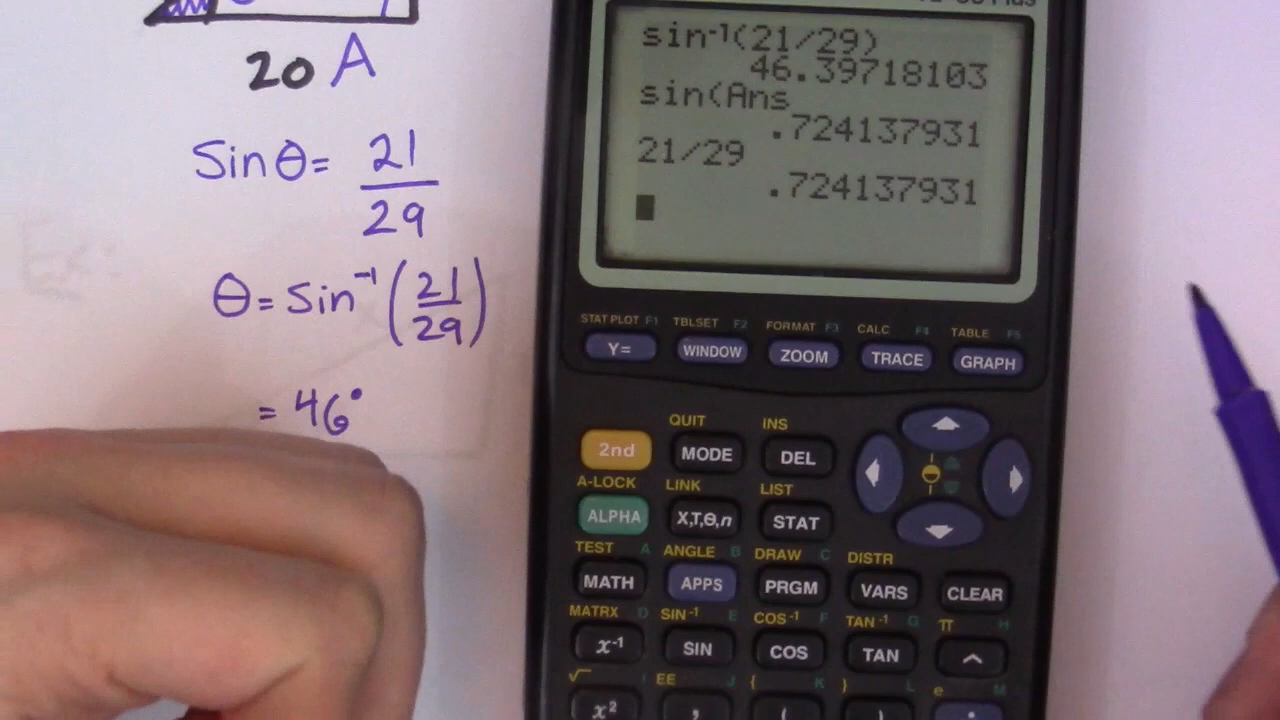 20 A
Sinθ= 21/29
θ= Sin⁻¹(21/29)
= 46°
sin⁻¹(21/29)
46.39718103
sin(Ans
.724137931
21/29
.724137931
STAT PLOT F1 TBLSET F2 FORMAT F3 CALC F4 TABLE F5
Y= WINDOW ZOOM TRACE GRAPH
QUIT INS
2nd MODE DEL
A-LOCK LINK LIST
ALPHA X,T,θ,n STAT
TEST A ANGLE B DRAW C DISTR
MATH APPS PRGM VARS CLEAR
MATRX D SIN⁻¹ E COS⁻¹ F TAN⁻¹ G π H
x⁻¹ SIN COS TAN ^
√ I EE J { K } L e M
x² , ( )